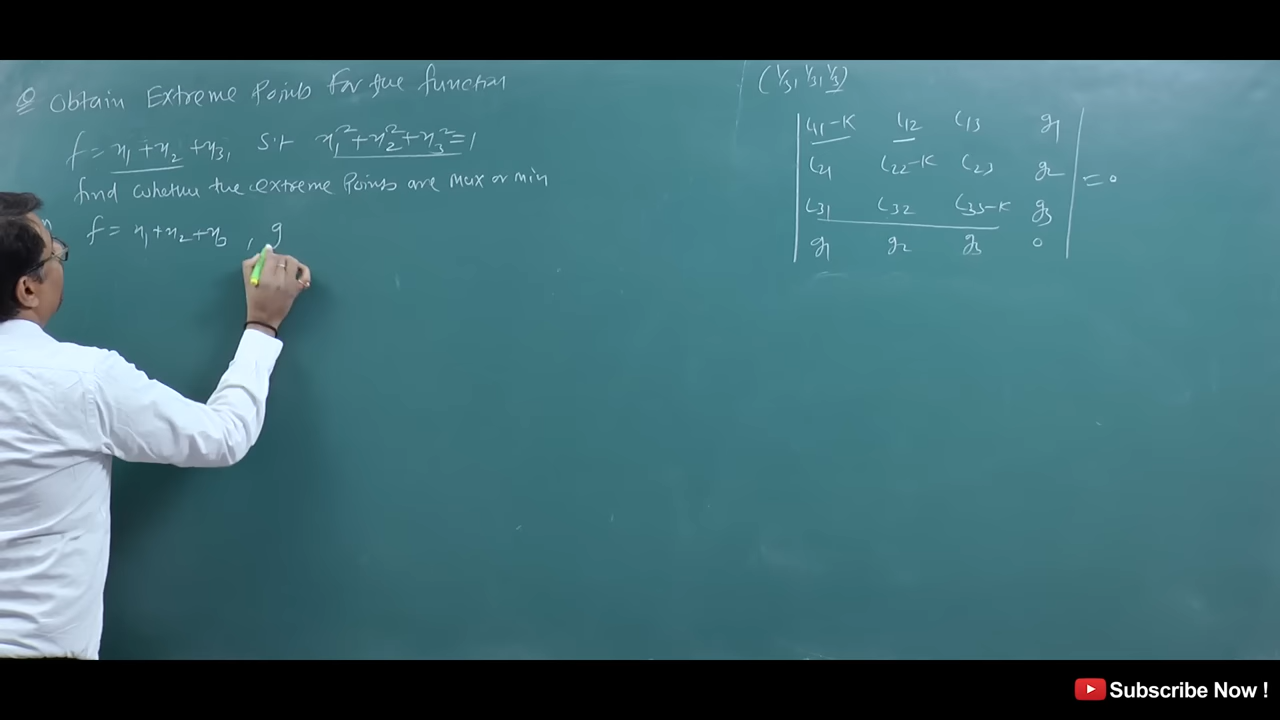 Q Obtain Extreme Points for the function
f = x₁ + x₂ + x₃, s.t x₁² + x₂² + x₃² = 1
find whether the extreme Points are max or min
f = x₁ + x₂ + x₃, g
(1/3, 1/3, 1/3)
L11-K L12 L13 g1
L21 L22-K L23 g2 = 0
L31 L32 L33-K g3
g1 g2 g3 0
Subscribe Now !